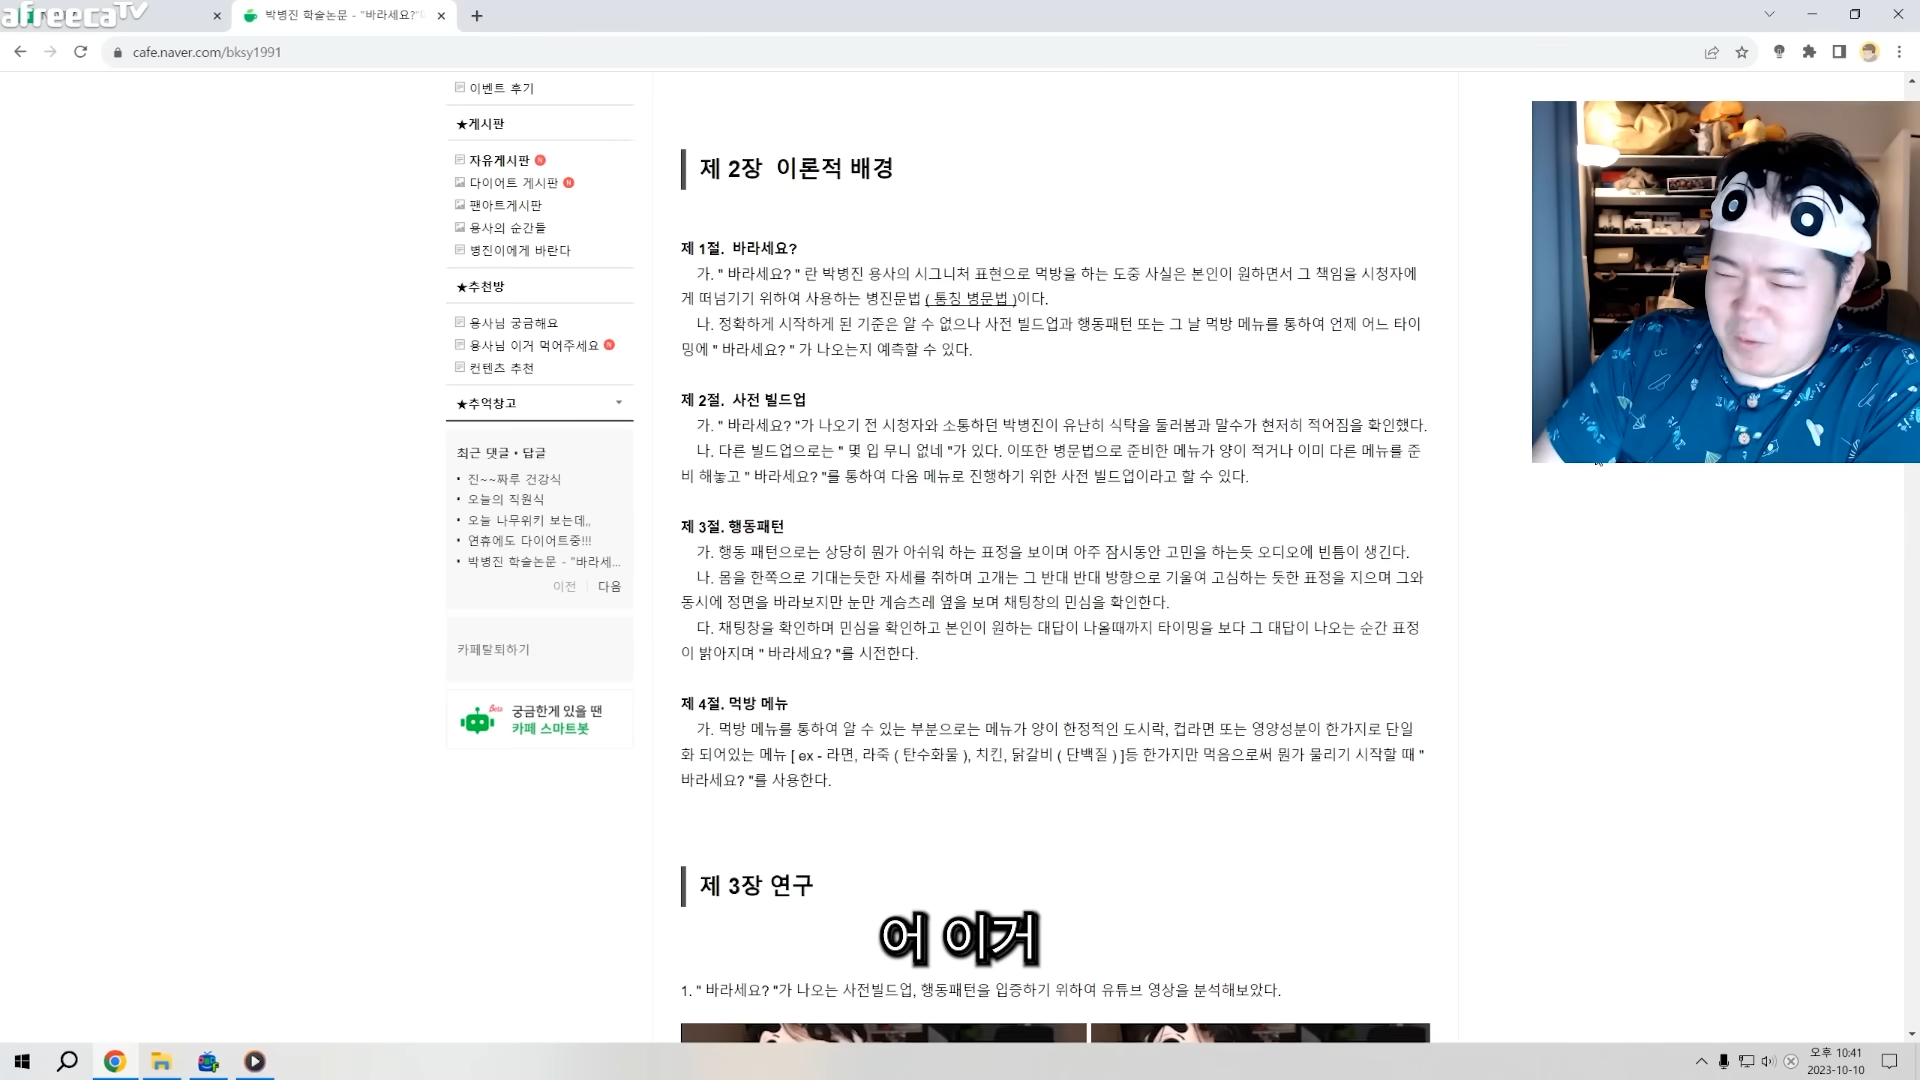 afreecaTV
박병진 학술논문 - "바라세요?"
cafe.naver.com/bksy1991
이벤트 후기
★게시판
자유게시판 N
다이어트 게시판 N
팬아트게시판
용사의 순간들
병진이에게 바란다
★추천방
용사님 궁금해요
용사님 이거 먹어주세요 N
컨텐츠 추천
★추억창고
최근 댓글・답글
진~~짜루 건강식
오늘의 직원식
오늘 나무위키 보는데,,
연휴에도 다이어트중!!!
박병진 학술논문 - "바라세...
이전 다음
카페탈퇴하기
Beta
궁금한게 있을 땐
카페 스마트봇
제 2장 이론적 배경
제 1절. 바라세요?
가. " 바라세요? " 란 박병진 용사의 시그니처 표현으로 먹방을 하는 도중 사실은 본인이 원하면서 그 책임을 시청자에
게 떠넘기기 위하여 사용하는 병진문법 ( 통칭 병문법 )이다.
나. 정확하게 시작하게 된 기준은 알 수 없으나 사전 빌드업과 행동패턴 또는 그 날 먹방 메뉴를 통하여 언제 어느 타이
밍에 " 바라세요? " 가 나오는지 예측할 수 있다.
제 2절. 사전 빌드업
가. " 바라세요? "가 나오기 전 시청자와 소통하던 박병진이 유난히 식탁을 둘러봄과 말수가 현저히 적어짐을 확인했다.
나. 다른 빌드업으로는 " 몇 입 무니 없네 "가 있다. 이또한 병문법으로 준비한 메뉴가 양이 적거나 이미 다른 메뉴를 준
비 해놓고 " 바라세요? "를 통하여 다음 메뉴로 진행하기 위한 사전 빌드업이라고 할 수 있다.
제 3절. 행동패턴
가. 행동 패턴으로는 상당히 뭔가 아쉬워 하는 표정을 보이며 아주 잠시동안 고민을 하는듯 오디오에 빈틈이 생긴다.
나. 몸을 한쪽으로 기대는듯한 자세를 취하며 고개는 그 반대 반대 방향으로 기울여 고심하는 듯한 표정을 지으며 그와
동시에 정면을 바라보지만 눈만 게슴츠레 옆을 보며 채팅창의 민심을 확인한다.
다. 채팅창을 확인하며 민심을 확인하고 본인이 원하는 대답이 나올때까지 타이밍을 보다 그 대답이 나오는 순간 표정
이 밝아지며 " 바라세요? "를 시전한다.
제 4절. 먹방 메뉴
가. 먹방 메뉴를 통하여 알 수 있는 부분으로는 메뉴가 양이 한정적인 도시락, 컵라면 또는 영양성분이 한가지로 단일
화 되어있는 메뉴 [ ex - 라면, 라죽 ( 탄수화물 ), 치킨, 닭갈비 ( 단백질 ) ]등 한가지만 먹음으로써 뭔가 물리기 시작할 때 "
바라세요? "를 사용한다.
제 3장 연구
어 이거
1. " 바라세요? "가 나오는 사전빌드업, 행동패턴을 입증하기 위하여 유튜브 영상을 분석해보았다.
오후 10:41
2023-10-10